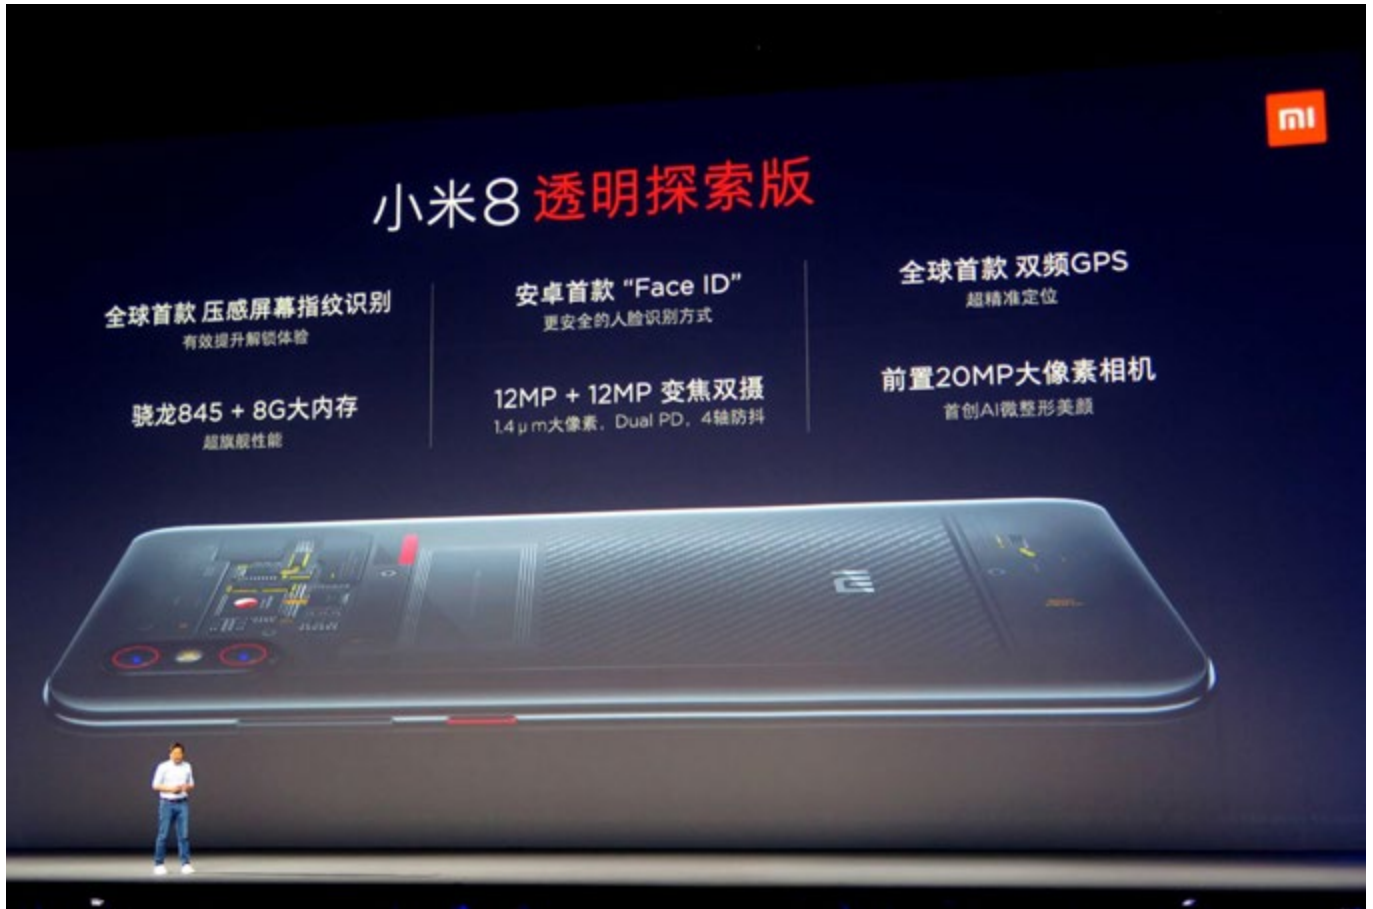 mi
小米8 透明探索版
全球首款 压感屏幕指纹识别
有效提升解锁体验
骁龙845 + 8G大内存
超旗舰性能
安卓首款 “Face ID”
更安全的人脸识别方式
12MP + 12MP 变焦双摄
1.4μm大像素，Dual PD，4轴防抖
全球首款 双频GPS
超精准定位
前置20MP大像素相机
首创AI微整形美颜
mi